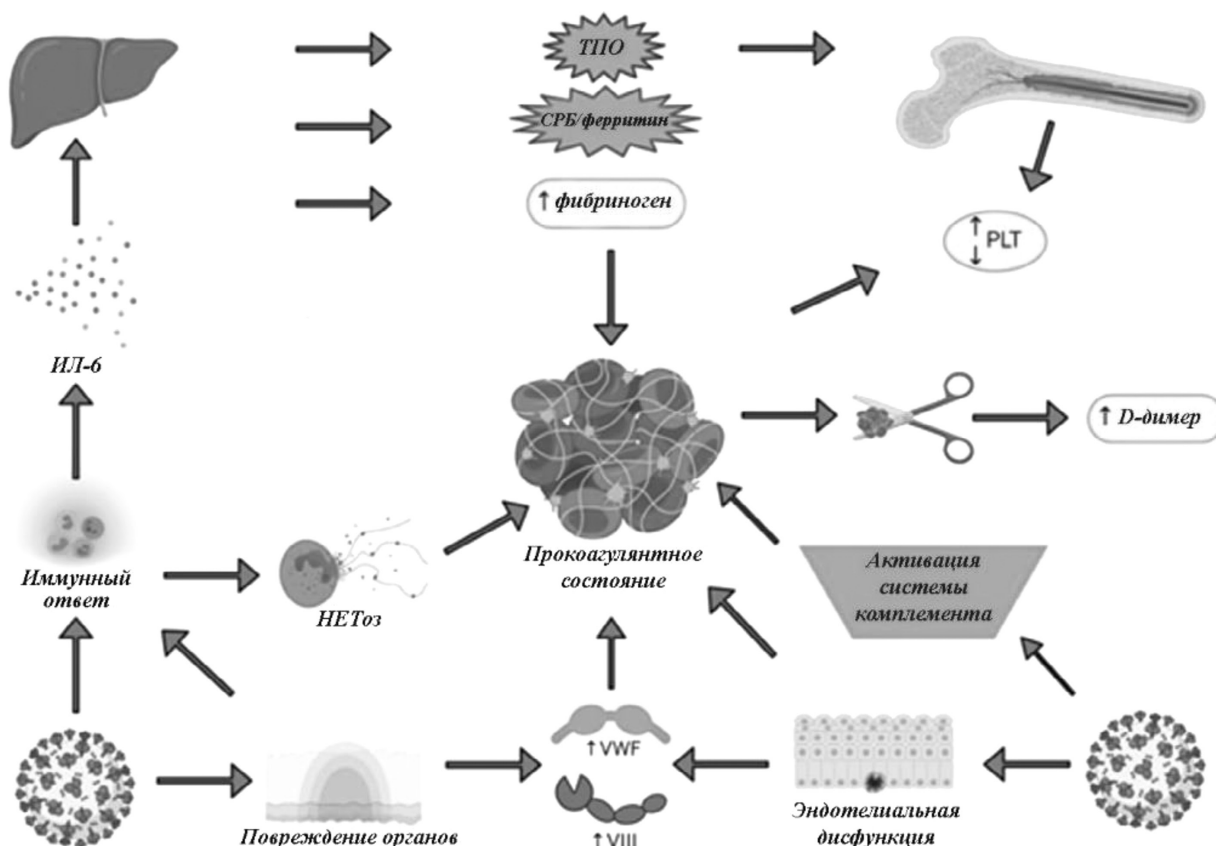 ТПО
СРБ/ферритин
↑ фибриноген
↑ PLT
↓
ИЛ-6
↑ D-димер
Иммунный
ответ
НЕТоз
Прокоагулянтное
состояние
Активация
системы
комплемента
↑ VWF
↑ VIII
Повреждение органов
Эндотелиальная
дисфункция